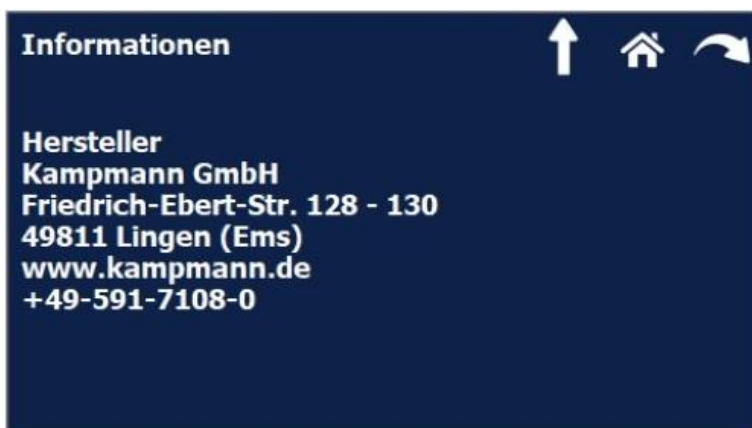 Informationen
Hersteller
Kampmann GmbH
Friedrich-Ebert-Str. 128 - 130
49811 Lingen (Ems)
www.kampmann.de
+49-591-7108-0